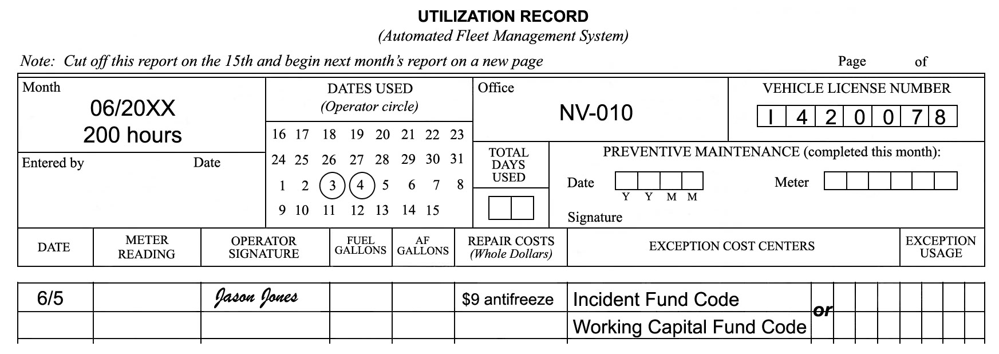 UTILIZATION RECORD
(Automated Fleet Management System)
Note: Cut off this report on the 15th and begin next month's report on a new page
Page of
Month
06/20XX
200 hours
Entered by Date
DATES USED
(Operator circle)
16 17 18 19 20 21 22 23
24 25 26 27 28 29 30 31
1 2 3 4 5 6 7 8
9 10 11 12 13 14 15
Office
NV-010
VEHICLE LICENSE NUMBER
I 4 2 0 0 7 8
TOTAL
DAYS
USED
PREVENTIVE MAINTENANCE (completed this month):
Date
Y Y M M
Meter
Signature
DATE
METER
READING
OPERATOR
SIGNATURE
FUEL
GALLONS
AF
GALLONS
REPAIR COSTS
(Whole Dollars)
EXCEPTION COST CENTERS
EXCEPTION
USAGE
6/5
Jason Jones
$9 antifreeze
Incident Fund Code
or
Working Capital Fund Code